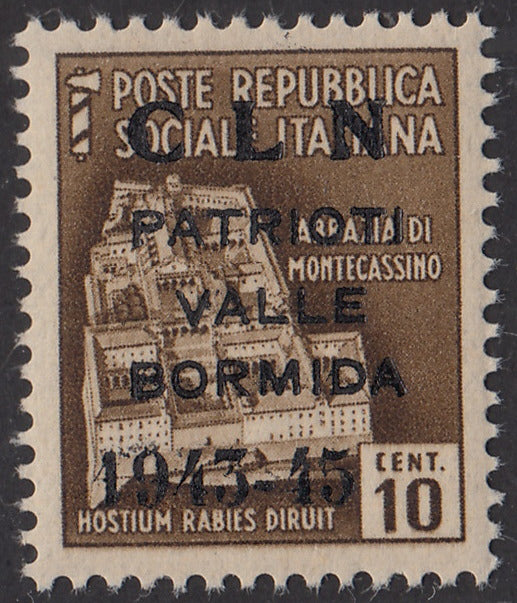 POSTE REPUBBLICA
SOCIALE ITALIANA
C L N
PATRIOTI
ABBAZIA DI
MONTECASSINO
VALLE
BORMIDA
1943-45
CENT.
10
HOSTIUM RABIES DIRUIT